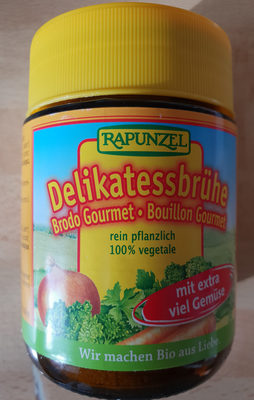 RAPUNZEL
Delikatessbrühe
Brodo Gourmet • Bouillon Gourmet
rein pflanzlich
100% vegetale
mit extra
viel Gemüse
Wir machen Bio aus Liebe